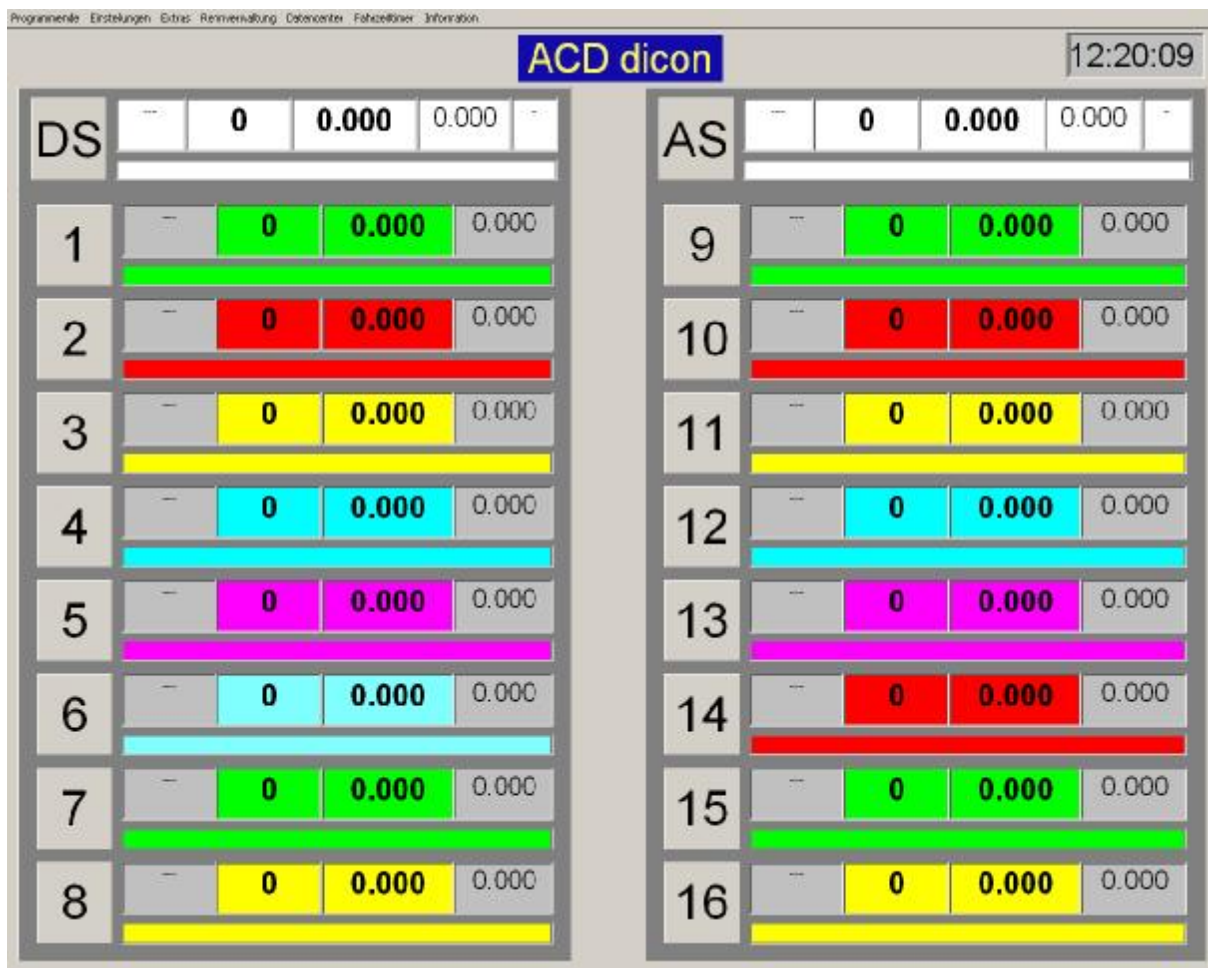 Programmende Einstellungen Extras Rennverwaltung Datencenter Fahrzeittimer Information
ACD dicon
12:20:09
DS --- 0 0.000 0.000 -
1 --- 0 0.000 0.000
2 --- 0 0.000 0.000
3 --- 0 0.000 0.000
4 --- 0 0.000 0.000
5 --- 0 0.000 0.000
6 --- 0 0.000 0.000
7 --- 0 0.000 0.000
8 --- 0 0.000 0.000
AS --- 0 0.000 0.000 -
9 --- 0 0.000 0.000
10 --- 0 0.000 0.000
11 --- 0 0.000 0.000
12 --- 0 0.000 0.000
13 --- 0 0.000 0.000
14 --- 0 0.000 0.000
15 --- 0 0.000 0.000
16 --- 0 0.000 0.000